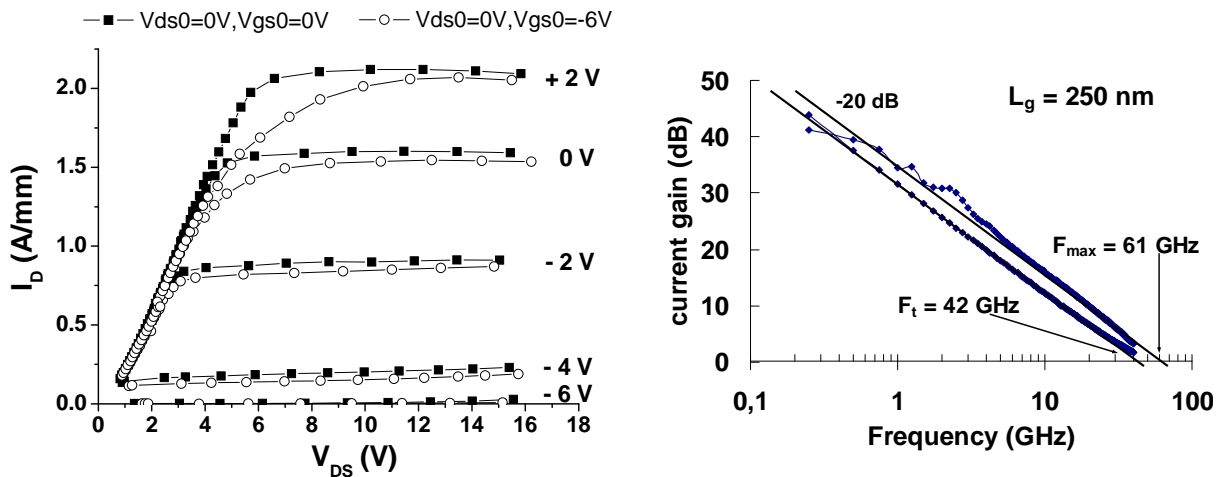 Vds0=0V,Vgs0=0V Vds0=0V,Vgs0=-6V
2.0
1.5
1.0
0.5
0.0
I_D (A/mm)
+ 2 V
0 V
- 2 V
- 4 V
- 6 V
0 2 4 6 8 10 12 14 16 18
V_DS (V)
50
40
30
20
10
0
current gain (dB)
-20 dB
L_g = 250 nm
F_max = 61 GHz
F_t = 42 GHz
0,1 1 10 100
Frequency (GHz)